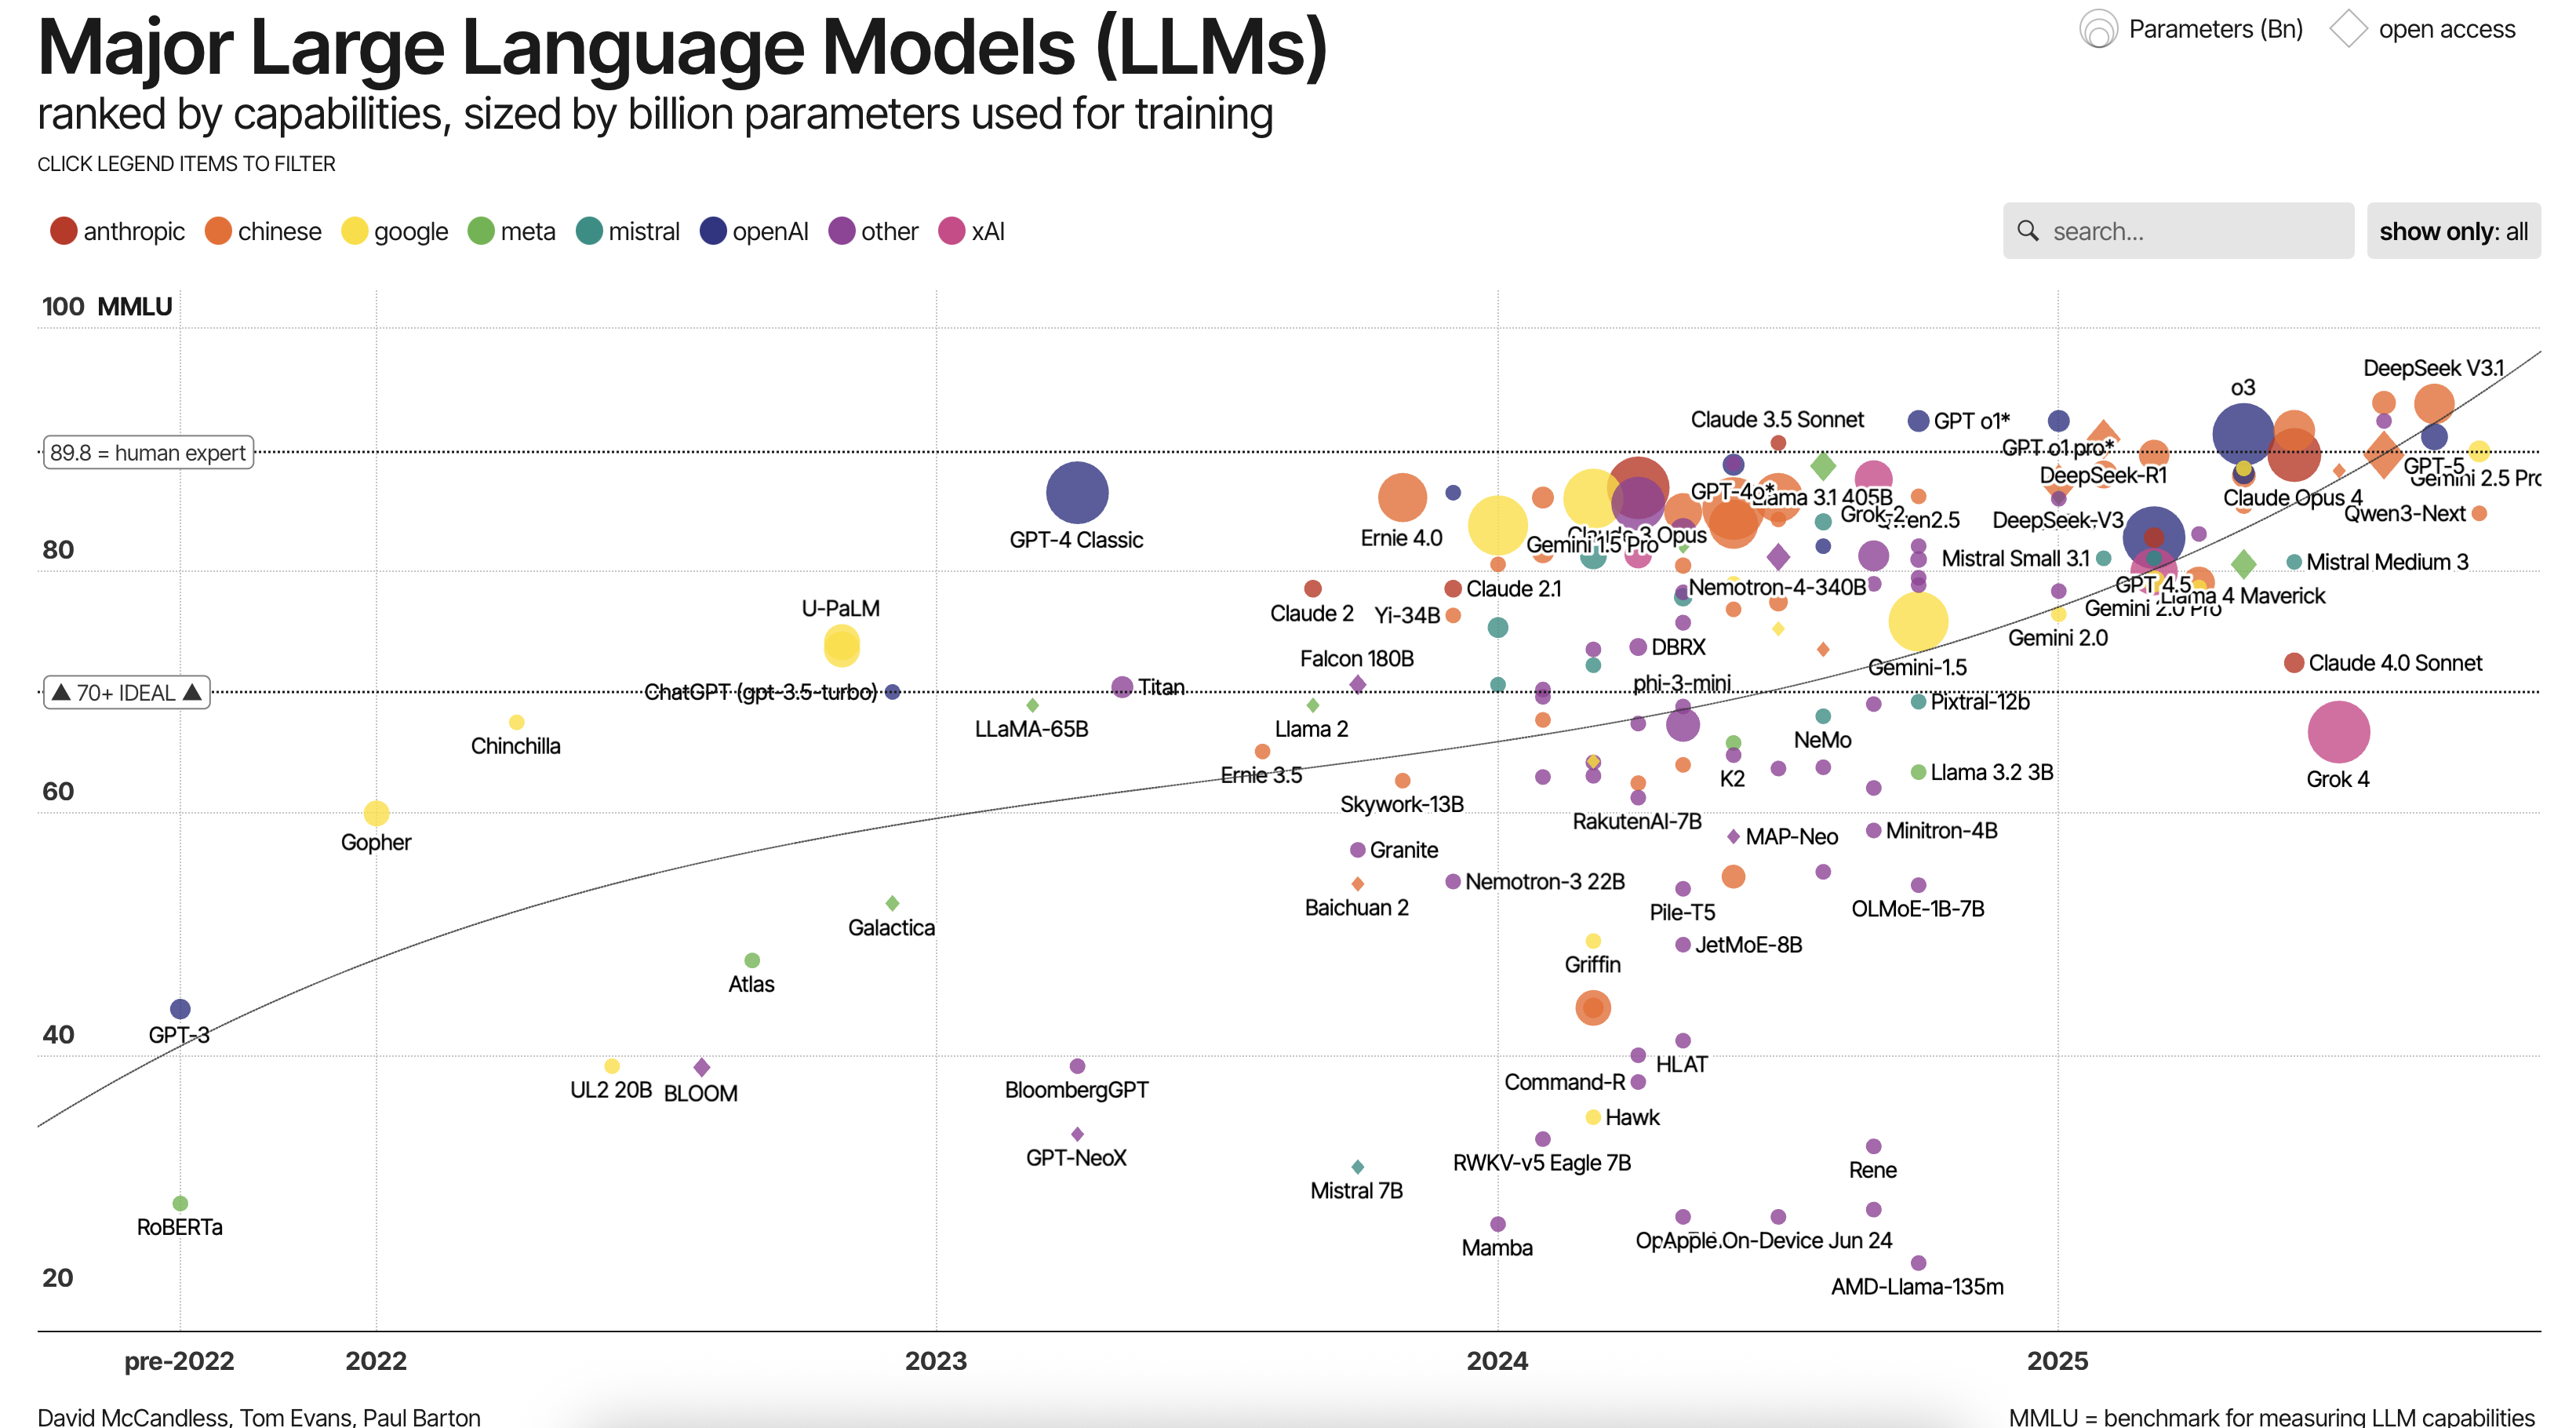 Major Large Language Models (LLMs)
Parameters (Bn)
open access
ranked by capabilities, sized by billion parameters used for training
cLICK LEGEND ITEMS TO FILTER
anthropic
chinese
google
meta
mistral
openAI
other
xAI
search...
show only: all
100 MMLU
DeepSeek V3.1
o3
Claude 3.5 Sonnet
GPT o1*
GPT o1 pro*
89.8 = human expert
GPT-5
DeepSeek-R1
Gemini 2.5 Pro
GPT-4o*
Llama 3.1 405B
Claude Opus 4
Grok-2
Qwen2.5
Qwen3-Next
DeepSeek-V3
GPT-4 Classic
Ernie 4.0
Claude 3 Opus
Gemini 1.5 Pro
80
Mistral Small 3.1
Mistral Medium 3
Claude 2.1
Nemotron-4-340B
GPT 4.5
Llama 4 Maverick
U-PaLM
Claude 2
Yi-34B
Gemini 2.0 Pro
Gemini 2.0
DBRX
Falcon 180B
Gemini-1.5
Claude 4.0 Sonnet
phi-3-mini
▲ 70+ IDEAL ▲
ChatGPT (gpt-3.5-turbo)
Titan
Pixtral-12b
LLaMA-65B
Llama 2
Chinchilla
NeMo
Ernie 3.5
K2
Llama 3.2 3B
Grok 4
60
Skywork-13B
RakutenAI-7B
Gopher
MAP-Neo
Minitron-4B
Granite
Nemotron-3 22B
Baichuan 2
Pile-T5
OLMoE-1B-7B
Galactica
JetMoE-8B
Griffin
Atlas
GPT-3
40
HLAT
Command-R
UL2 20B
BLOOM
BloombergGPT
Hawk
GPT-NeoX
RWKV-v5 Eagle 7B
Rene
Mistral 7B
RoBERTa
Mamba
Apple On-Device Jun 24
20
AMD-Llama-135m
pre-2022
2022
2023
2024
2025
David McCandless, Tom Evans, Paul Barton
MMLU = benchmark for measuring LLM capabilities